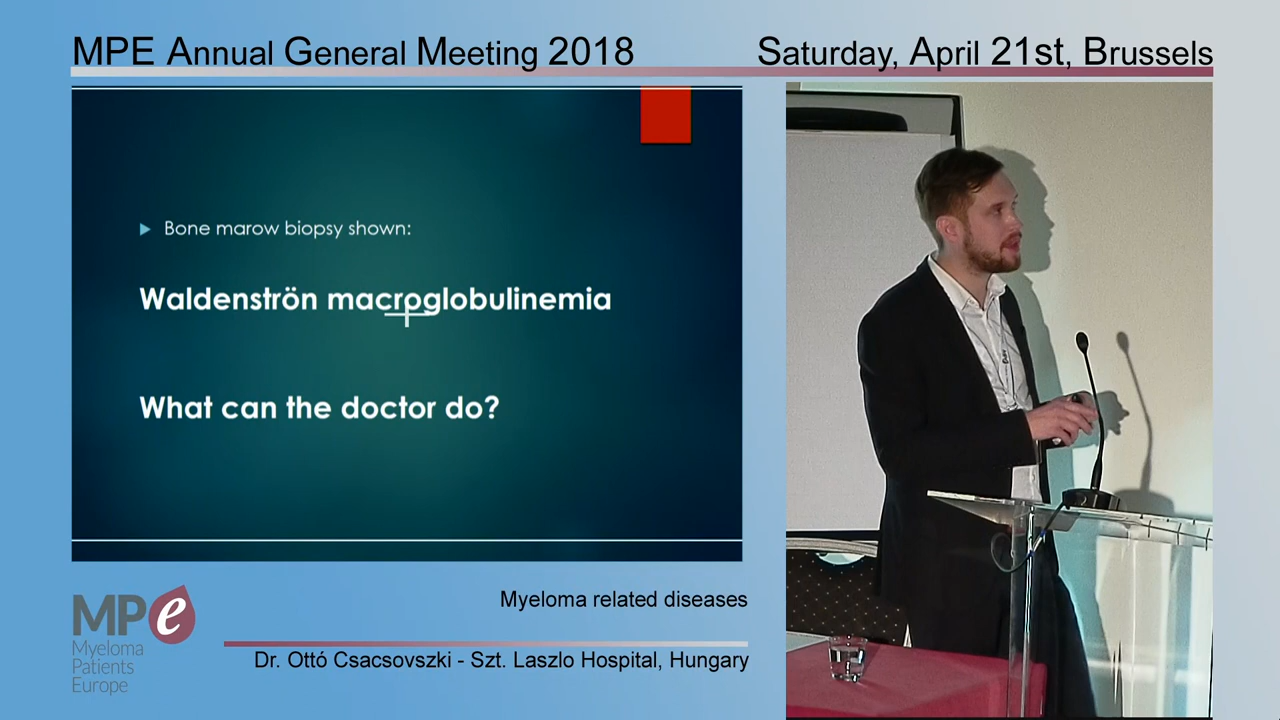 MPE Annual General Meeting 2018
Saturday, April 21st, Brussels
Bone marow biopsy shown:
Waldenströn macroglobulinemia
What can the doctor do?
MPe
Myeloma
Patients
Europe
Myeloma related diseases
Dr. Ottó Csacsovszki - Szt. Laszlo Hospital, Hungary